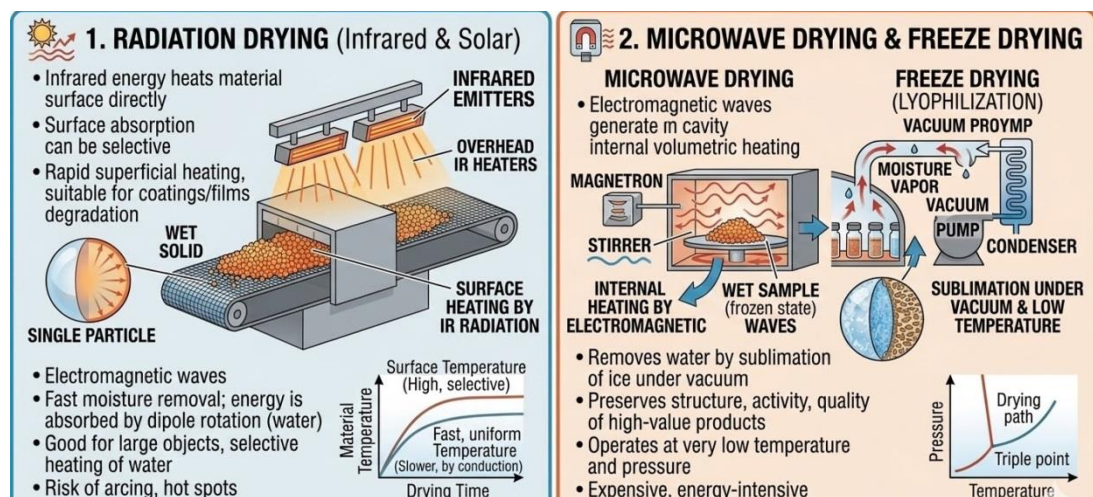 1. RADIATION DRYING (Infrared & Solar)
• Infrared energy heats material
surface directly
• Surface absorption
can be selective
• Rapid superficial heating,
suitable for coatings/films
degradation
INFRARED
EMITTERS
OVERHEAD
IR HEATERS
WET
SOLID
SINGLE PARTICLE
SURFACE
HEATING BY
IR RADIATION
• Electromagnetic waves
• Fast moisture removal; energy is
absorbed by dipole rotation (water)
• Good for large objects, selective
heating of water
• Risk of arcing, hot spots
Surface Temperature
(High, selective)
Fast, uniform
Temperature
(Slower, by conduction)
Material
Temperature
Drying Time
2. MICROWAVE DRYING & FREEZE DRYING
MICROWAVE DRYING
• Electromagnetic waves
generate m cavity
internal volumetric heating
MAGNETRON
STIRRER
INTERNAL
HEATING BY
ELECTROMAGNETIC
WET SAMPLE
(frozen state)
WAVES
FREEZE DRYING
(LYOPHILIZATION)
VACUUM PROYMP
MOISTURE
VAPOR
VACUUM
PUMP
CONDENSER
SUBLIMATION UNDER
VACUUM & LOW
TEMPERATURE
• Removes water by sublimation
of ice under vacuum
• Preserves structure, activity, quality
of high-value products
• Operates at very low temperature
and pressure
• Expensive, energy-intensive
Pressure
Drying
path
Triple point
Temperature